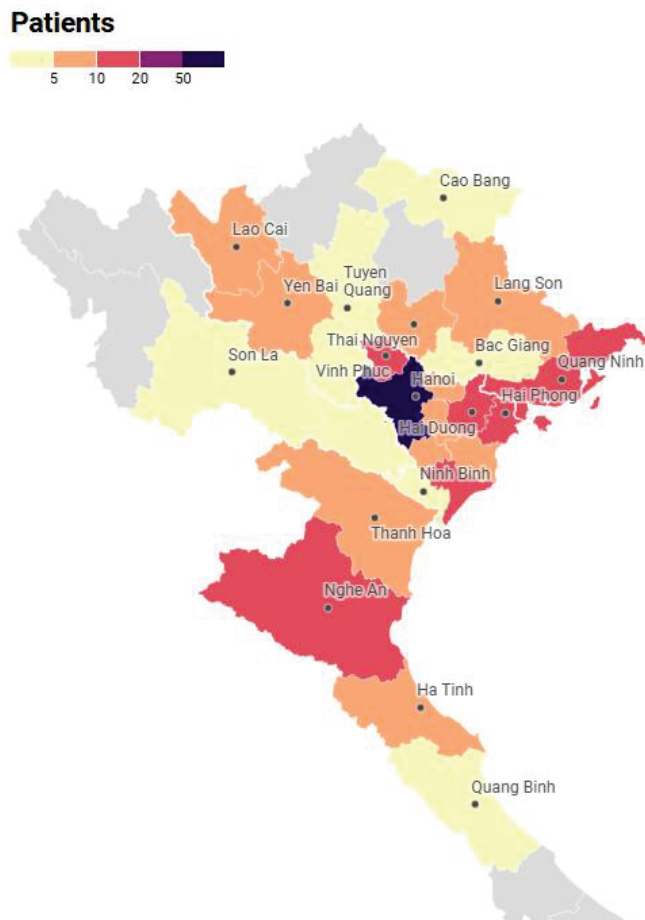 Patients
5 10 20 50
Cao Bang
Lao Cai
Tuyen
Quang
Yen Bai
Lang Son
Thai Nguyen
Bac Giang
Son La
Quang Ninh
Vinh Phuc
Hanoi
Hai Phong
Hai Duong
Ninh Binh
Thanh Hoa
Nghe An
Ha Tinh
Quang Binh